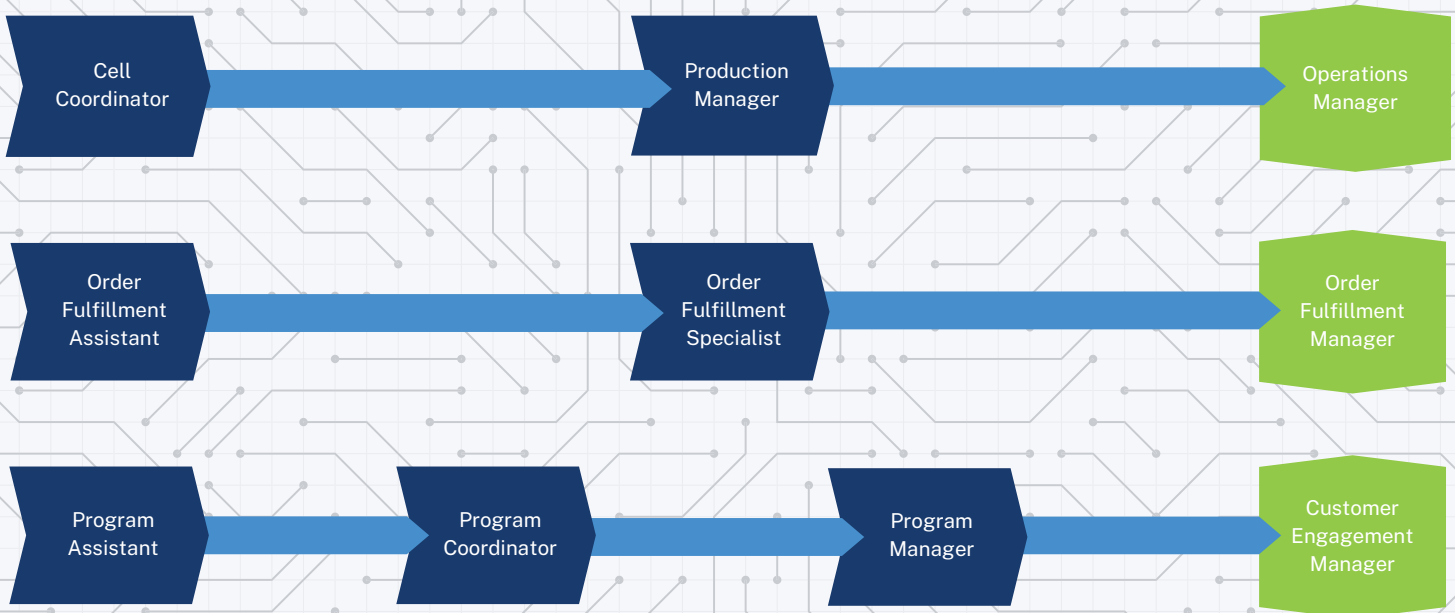 Cell
Coordinator
Production
Manager
Operations
Manager
Order
Fulfillment
Assistant
Order
Fulfillment
Specialist
Order
Fulfillment
Manager
Program
Assistant
Program
Coordinator
Program
Manager
Customer
Engagement
Manager